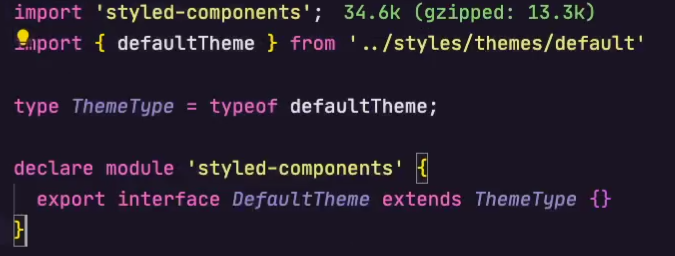 import 'styled-components'; 34.6k (gzipped: 13.3k)
import { defaultTheme } from '../styles/themes/default'
type ThemeType = typeof defaultTheme;
declare module 'styled-components' {
export interface DefaultTheme extends ThemeType {}
}